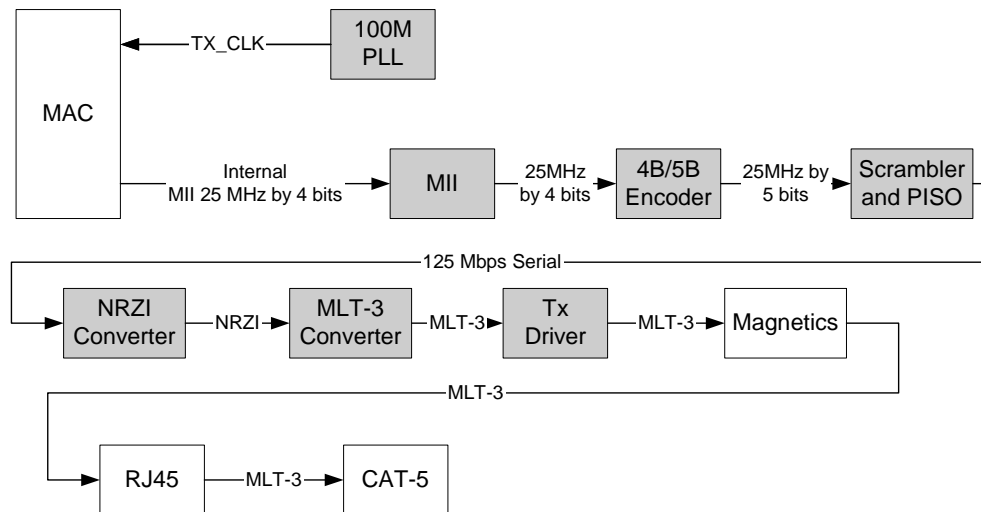 100M
PLL
TX_CLK
MAC
Internal
MII 25 MHz by 4 bits
MII
25MHz
by 4 bits
4B/5B
Encoder
25MHz by
5 bits
Scrambler
and PISO
125 Mbps Serial
NRZI
Converter
NRZI
MLT-3
Converter
MLT-3
Tx
Driver
MLT-3
Magnetics
MLT-3
RJ45
MLT-3
CAT-5